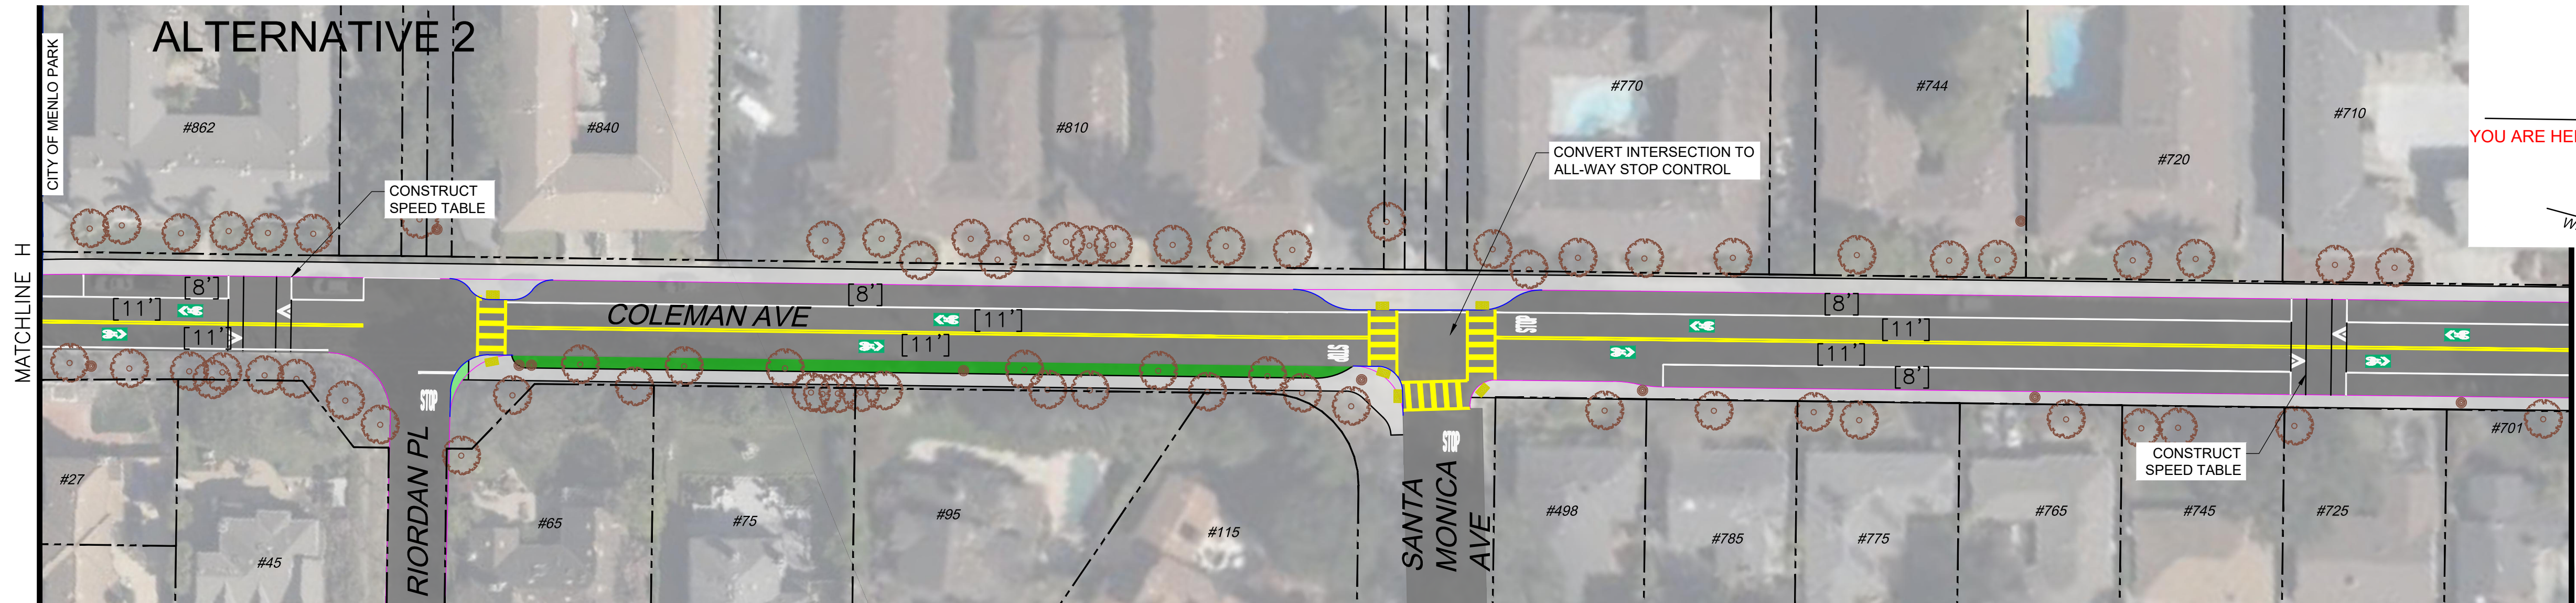 ALTERNATIVE 2
CITY OF MENLO PARK
MATCHLINE H
#862
#840
#810
#770
#744
#720
#710
YOU ARE HE
W
CONSTRUCT
SPEED TABLE
CONVERT INTERSECTION TO
ALL-WAY STOP CONTROL
[8']
[11']
[11']
COLEMAN AVE
[8']
[11']
[11']
STOP
STOP
[8']
[11']
[11']
[8']
STOP
RIORDAN PL
STOP
SANTA
MONICA
AVE
CONSTRUCT
SPEED TABLE
#27
#45
#65
#75
#95
#115
#498
#785
#775
#765
#745
#725
#701